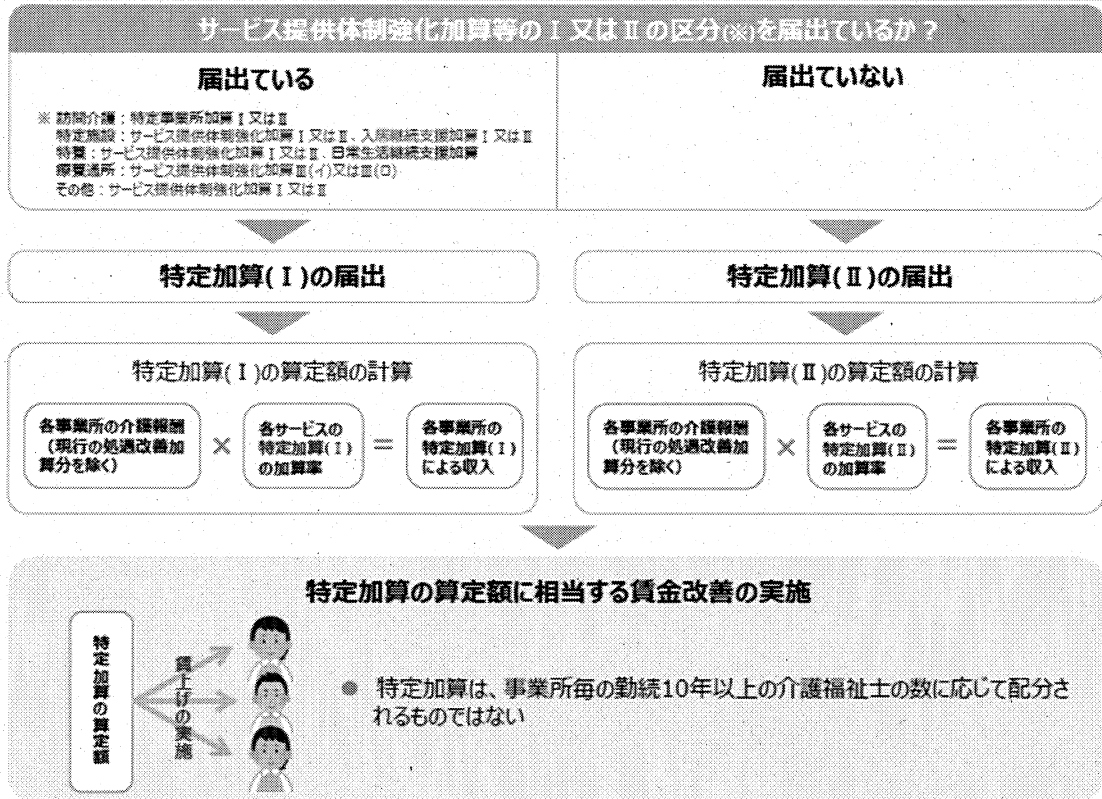 サービス提供体制強化加算等のⅠ又はⅡの区分(※)を届出ているか？
届出ている
※ 訪問介護：特定事業所加算Ⅰ又はⅡ
特定施設：サービス提供体制強化加算Ⅰ又はⅡ、入居継続支援加算Ⅰ又はⅡ
特養：サービス提供体制強化加算Ⅰ又はⅡ、日常生活継続支援加算
療養通所：サービス提供体制強化加算Ⅲ(イ)又はⅢ(ロ)
その他：サービス提供体制強化加算Ⅰ又はⅡ
届出ていない
特定加算(Ⅰ)の届出
特定加算(Ⅱ)の届出
特定加算(Ⅰ)の算定額の計算
各事業所の介護報酬
（現行の処遇改善加
算分を除く）
×
各サービスの
特定加算(Ⅰ)
の加算率
=
各事業所の
特定加算(Ⅰ)
による収入
特定加算(Ⅱ)の算定額の計算
各事業所の介護報酬
（現行の処遇改善加
算分を除く）
×
各サービスの
特定加算(Ⅱ)
の加算率
=
各事業所の
特定加算(Ⅱ)
による収入
特定加算の算定額に相当する賃金改善の実施
特定加算の算定額
賃上げの実施
● 特定加算は、事業所毎の勤続10年以上の介護福祉士の数に応じて配分さ
れるものではない